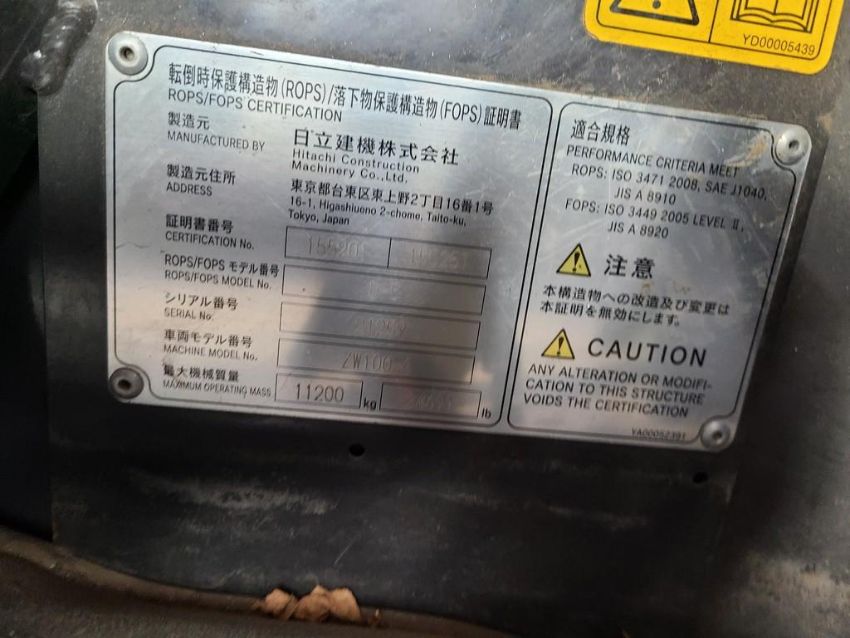 YD00005439
転倒時保護構造物(ROPS)/落下物保護構造物(FOPS)証明書
ROPS/FOPS CERTIFICATION
製造元
MANUFACTURED BY
日立建機株式会社
Hitachi Construction
Machinery Co.,Ltd.
製造元住所
ADDRESS
東京都台東区東上野2丁目16番1号
16-1, Higashiueno 2-chome, Taito-ku,
Tokyo, Japan
証明書番号
CERTIFICATION No.
ROPS/FOPS モデル番号
ROPS/FOPS MODEL No.
シリアル番号
SERIAL No.
車両モデル番号
MACHINE MODEL No.
最大機械質量
MAXIMUM OPERATING MASS
11200 kg lb
適合規格
PERFORMANCE CRITERIA MEET
ROPS: ISO 3471 2008, SAE J1040,
JIS A 8910
FOPS: ISO 3449 2005 LEVEL Ⅱ,
JIS A 8920
注意
本構造物への改造及び変更は
本証明を無効にします.
CAUTION
ANY ALTERATION OR MODIFI-
CATION TO THIS STRUCTURE
VOIDS THE CERTIFICATION
YA00052391